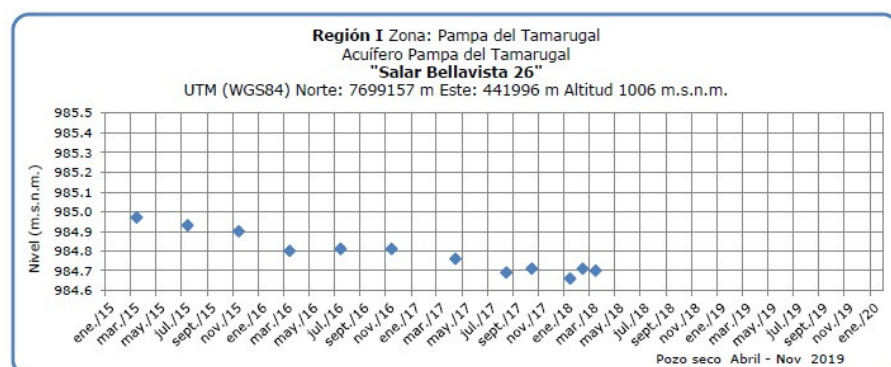 Región I Zona: Pampa del Tamarugal
Acuífero Pampa del Tamarugal
"Salar Bellavista 26"
UTM (WGS84) Norte: 7699157 m Este: 441996 m Altitud 1006 m.s.n.m.
Nivel (m.s.n.m.)
985.5
985.4
985.3
985.2
985.1
985.0
984.9
984.8
984.7
984.6
ene./15
mar./15
may./15
jul./15
sept./15
nov./15
ene./16
mar./16
may./16
jul./16
sept./16
nov./16
ene./17
mar./17
may./17
jul./17
sept./17
nov./17
ene./18
mar./18
may./18
jul./18
sept./18
nov./18
ene./19
mar./19
may./19
jul./19
sept./19
nov./19
ene./20
Pozo seco Abril - Nov 2019